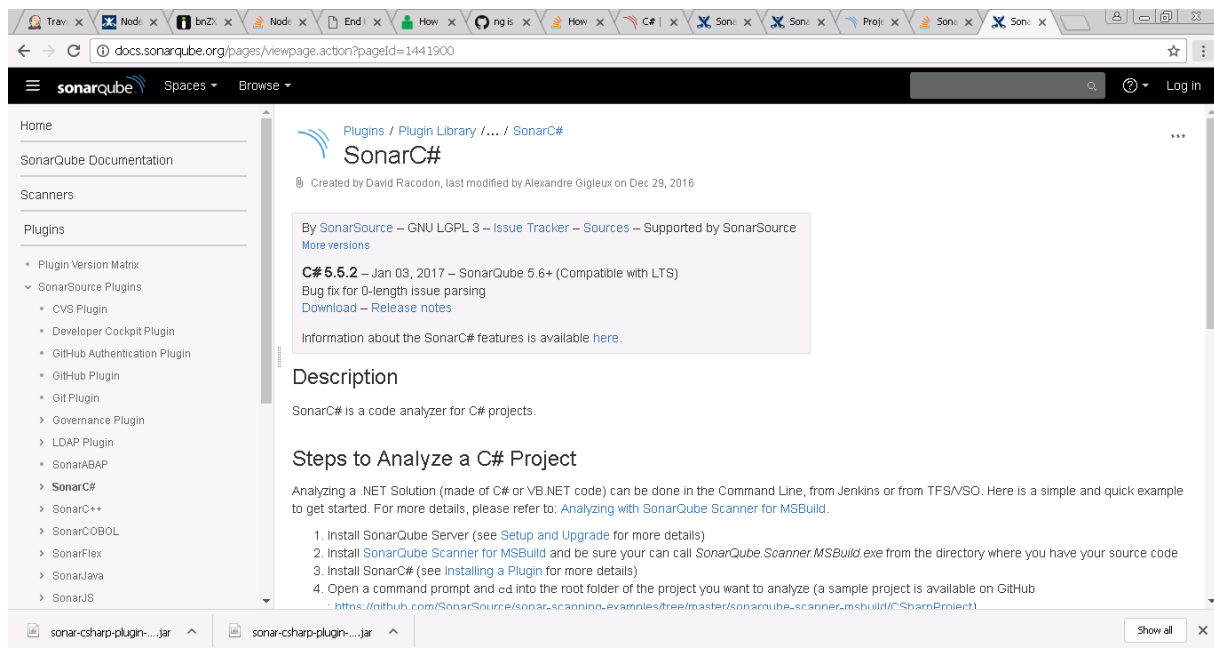 Trav
Node
bnZ
Node
End
How
ng is
How
C# |
Sona
Sona
Proje
Sona
Sona
docs.sonarqube.org/pages/viewpage.action?pageId=1441900
sonarqube
Spaces
Browse
Log in
Home
SonarQube Documentation
Scanners
Plugins
Plugin Version Matrix
SonarSource Plugins
CVS Plugin
Developer Cockpit Plugin
GitHub Authentication Plugin
GitHub Plugin
Git Plugin
Governance Plugin
LDAP Plugin
SonarABAP
SonarC#
SonarC++
SonarCOBOL
SonarFlex
SonarJava
SonarJS
Plugins / Plugin Library /... / SonarC#
SonarC#
Created by David Racodon, last modified by Alexandre Gigleux on Dec 29, 2016
By SonarSource – GNU LGPL 3 – Issue Tracker – Sources – Supported by SonarSource
More versions
C# 5.5.2 – Jan 03, 2017 – SonarQube 5.6+ (Compatible with LTS)
Bug fix for 0-length issue parsing
Download – Release notes
Information about the SonarC# features is available here.
Description
SonarC# is a code analyzer for C# projects.
Steps to Analyze a C# Project
Analyzing a .NET Solution (made of C# or VB.NET code) can be done in the Command Line, from Jenkins or from TFS/VSO. Here is a simple and quick example
to get started. For more details, please refer to: Analyzing with SonarQube Scanner for MSBuild.
1. Install SonarQube Server (see Setup and Upgrade for more details)
2. Install SonarQube Scanner for MSBuild and be sure your can call SonarQube.Scanner.MSBuild.exe from the directory where you have your source code
3. Install SonarC# (see Installing a Plugin for more details)
4. Open a command prompt and cd into the root folder of the project you want to analyze (a sample project is available on GitHub
: https://github.com/SonarSource/sonar-scanning-examples/tree/master/sonarqube-scanner-msbuild/CSharpProject)
sonar-csharp-plugin-....jar
sonar-csharp-plugin-....jar
Show all